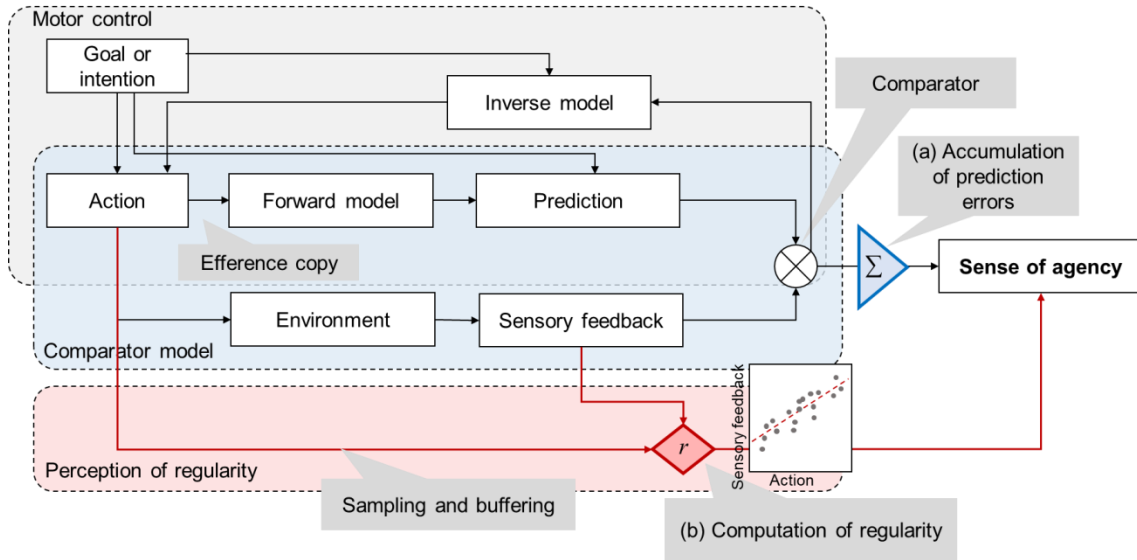 Motor control
Goal or
intention
Inverse model
Comparator
(a) Accumulation
of prediction
errors
Action
Forward model
Prediction
Efference copy
Σ
Sense of agency
Environment
Sensory feedback
Comparator model
Sensory feedback
r
Perception of regularity
Action
Sampling and buffering
(b) Computation of regularity